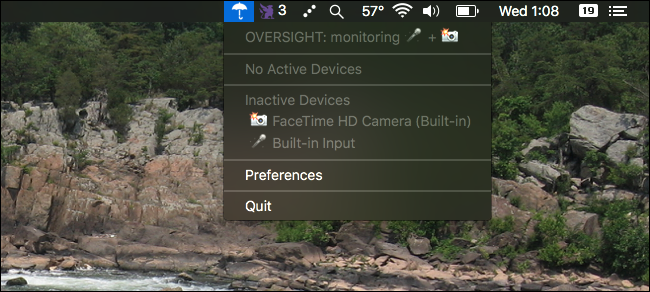 3 57° Wed 1:08 19
OVERSIGHT: monitoring 🎤 + 📸
No Active Devices
Inactive Devices
📸 FaceTime HD Camera (Built-in)
🎤 Built-in Input
Preferences
Quit